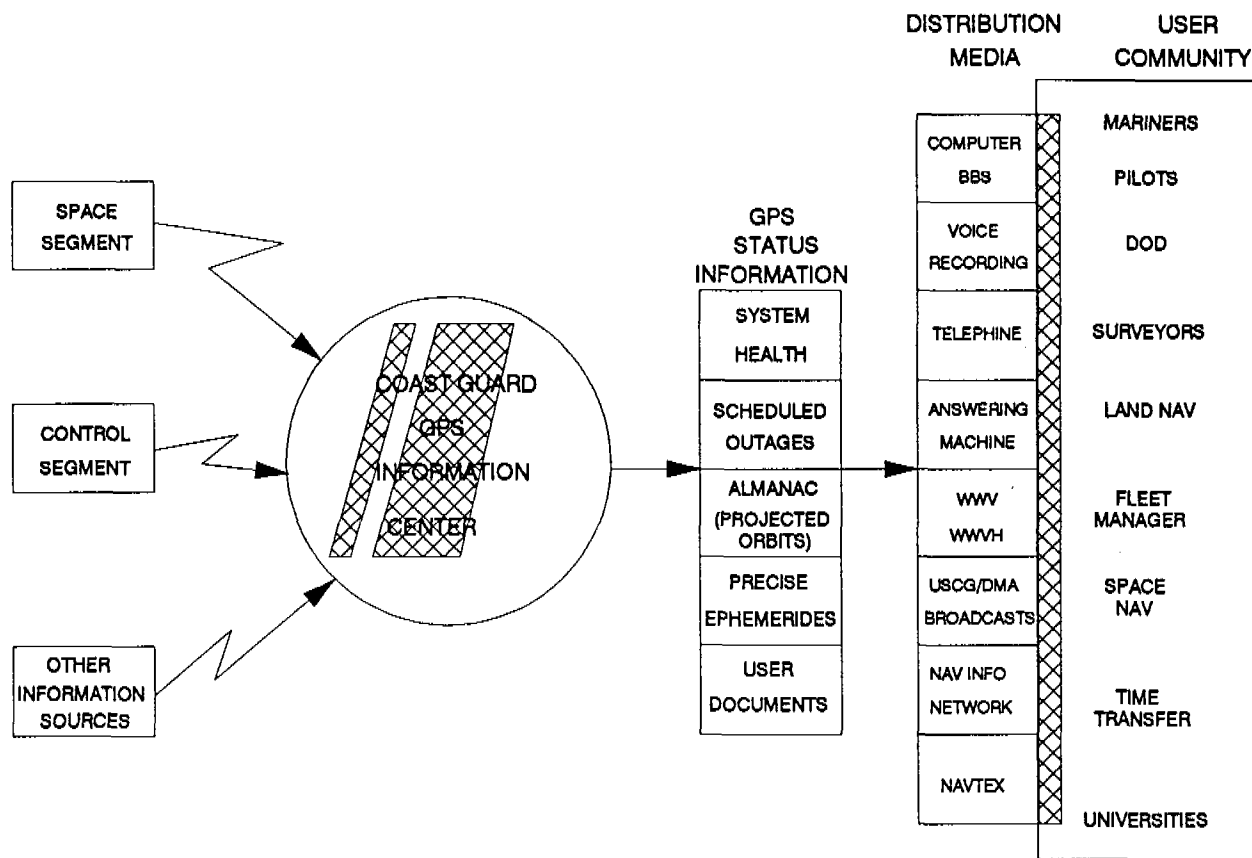 DISTRIBUTION
MEDIA
USER
COMMUNITY
SPACE
SEGMENT
CONTROL
SEGMENT
OTHER
INFORMATION
SOURCES
COAST GUARD
GPS
INFORMATION
CENTER
GPS
STATUS
INFORMATION
SYSTEM
HEALTH
SCHEDULED
OUTAGES
ALMANAC
(PROJECTED
ORBITS)
PRECISE
EPHEMERIDES
USER
DOCUMENTS
COMPUTER
BBS
VOICE
RECORDING
TELEPHINE
ANSWERING
MACHINE
WWV
WWVH
USCG/DMA
BROADCASTS
NAV INFO
NETWORK
NAVTEX
MARINERS
PILOTS
DOD
SURVEYORS
LAND NAV
FLEET
MANAGER
SPACE
NAV
TIME
TRANSFER
UNIVERSITIES